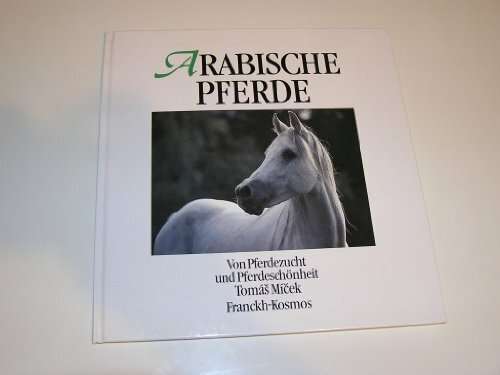 ARABISCHE
PFERDE
Von Pferdezucht
und Pferdeschönheit
Tomáš Míček
Franckh-Kosmos